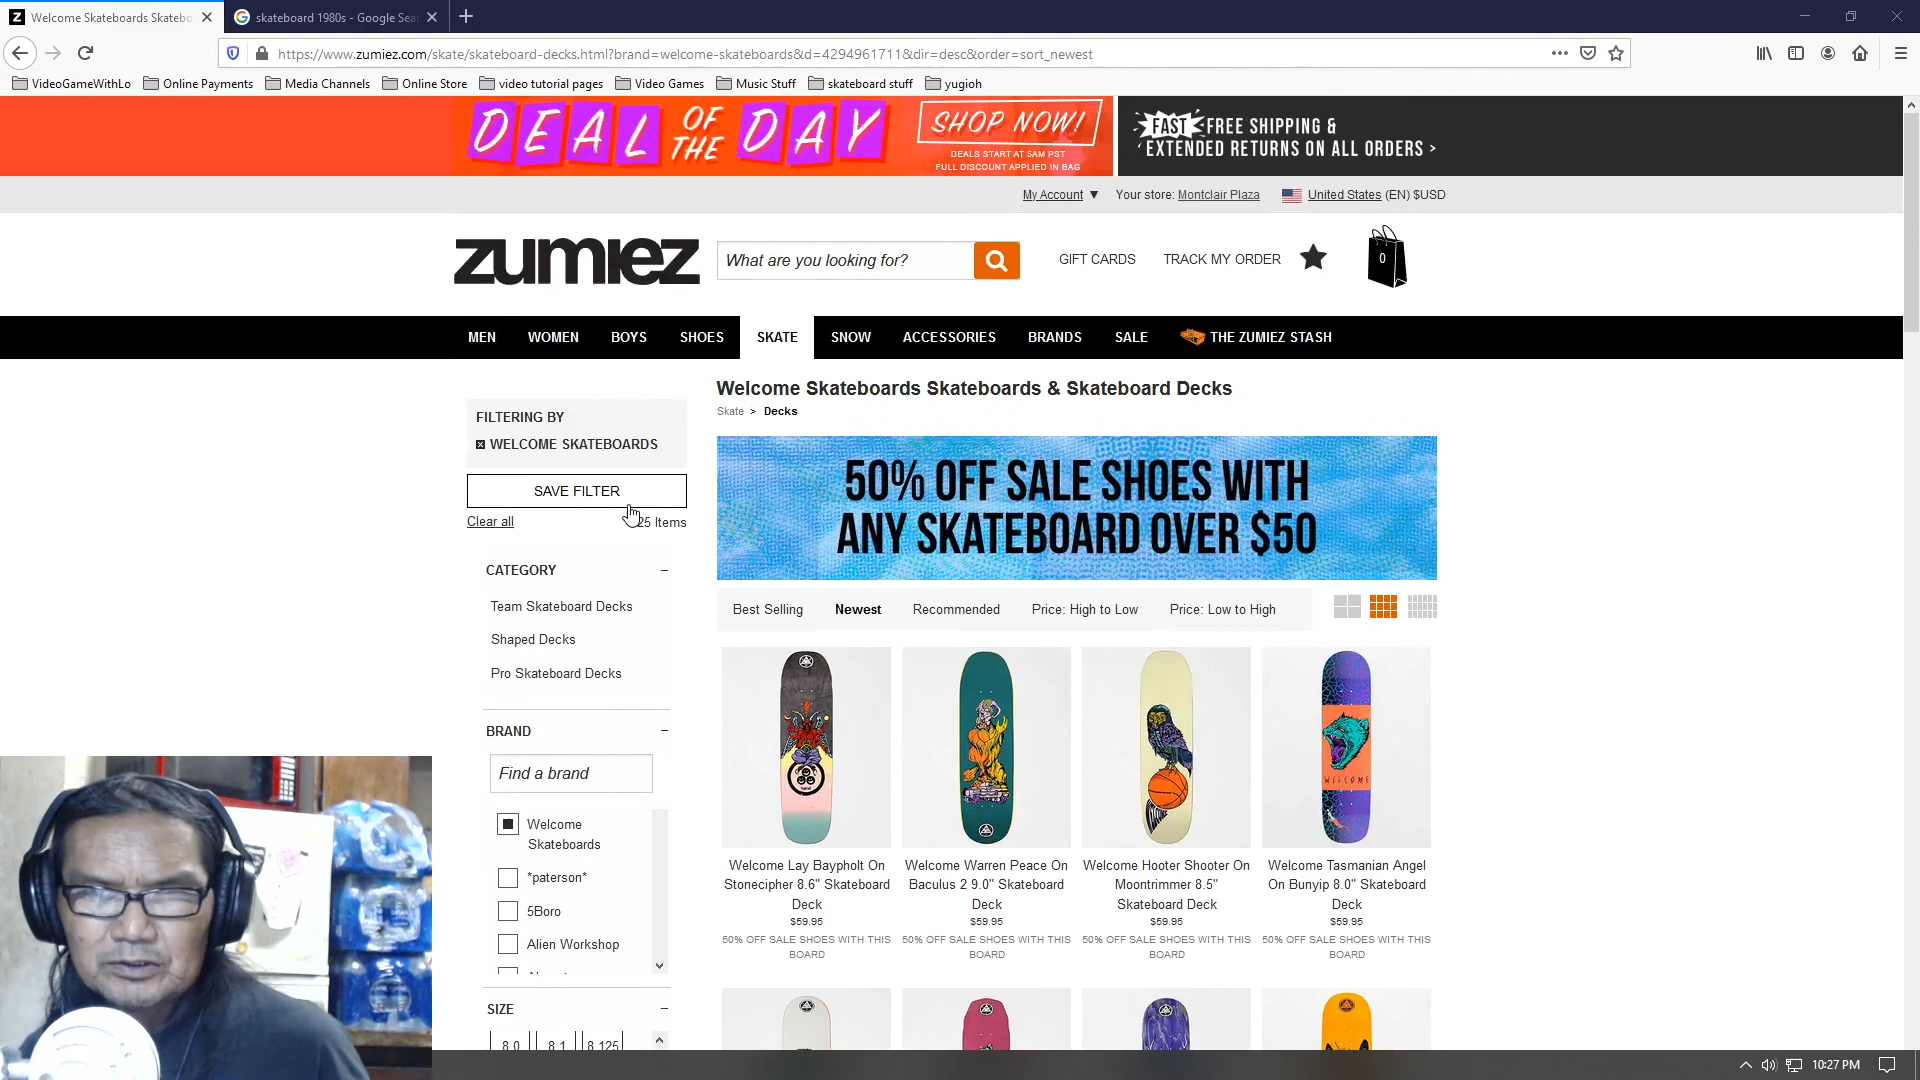 Welcome Skateboards Skatebo
skateboard 1980s - Google Sea
https://www.zumiez.com/skate/skateboard-decks.html?brand=welcome-skateboards&d=4294961711&dir=desc&order=sort_newest
VideoGameWithLo
Online Payments
Media Channels
Online Store
video tutorial pages
Video Games
Music Stuff
skateboard stuff
yugioh
DEAL OF THE DAY
SHOP NOW!
DEALS START AT 5AM PST
FULL DISCOUNT APPLIED IN BAG
FAST FREE SHIPPING &
EXTENDED RETURNS ON ALL ORDERS >
My Account ▼
Your store: Montclair Plaza
United States (EN) $USD
zumiez
What are you looking for?
GIFT CARDS
TRACK MY ORDER
0
MEN
WOMEN
BOYS
SHOES
SKATE
SNOW
ACCESSORIES
BRANDS
SALE
THE ZUMIEZ STASH
Welcome Skateboards Skateboards & Skateboard Decks
Skate > Decks
FILTERING BY
WELCOME SKATEBOARDS
SAVE FILTER
Clear all
25 Items
50% OFF SALE SHOES WITH
ANY SKATEBOARD OVER $50
CATEGORY
Team Skateboard Decks
Shaped Decks
Pro Skateboard Decks
Best Selling
Newest
Recommended
Price: High to Low
Price: Low to High
BRAND
Find a brand
Welcome
Skateboards
*paterson*
5Boro
Alien Workshop
SIZE
8.0
8.1
8.125
WELCOME
Welcome Lay Baypholt On
Stonecipher 8.6" Skateboard
Deck
$59.95
50% OFF SALE SHOES WITH THIS
BOARD
Welcome Warren Peace On
Baculus 2 9.0" Skateboard
Deck
$59.95
50% OFF SALE SHOES WITH THIS
BOARD
Welcome Hooter Shooter On
Moontrimmer 8.5"
Skateboard Deck
$59.95
50% OFF SALE SHOES WITH THIS
BOARD
Welcome Tasmanian Angel
On Bunyip 8.0" Skateboard
Deck
$59.95
50% OFF SALE SHOES WITH THIS
BOARD
10:27 PM